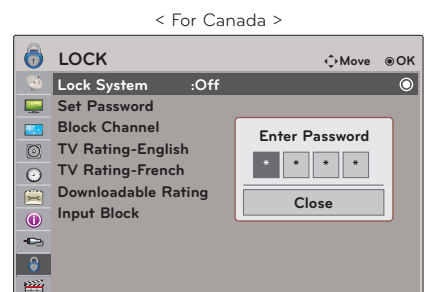 < For Canada >
LOCK
Move OK
Lock System :Off
Set Password
Block Channel
TV Rating-English
TV Rating-French
Downloadable Rating
Input Block
Enter Password
* * * *
Close